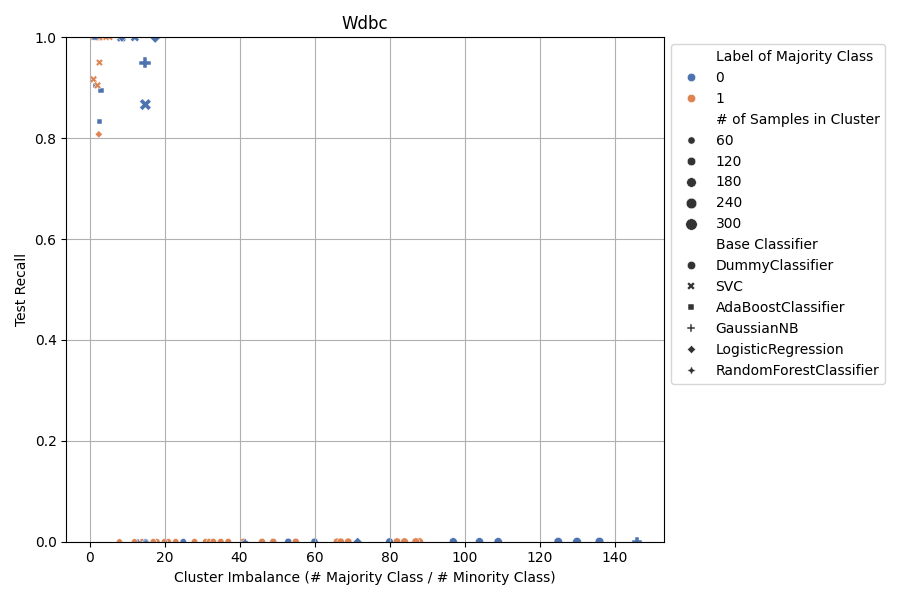 Wdbc
1.0
0.8
0.6
0.4
0.2
0.0
Test Recall
0 20 40 60 80 100 120 140
Cluster Imbalance (# Majority Class / # Minority Class)
Label of Majority Class
0
1
# of Samples in Cluster
60
120
180
240
300
Base Classifier
DummyClassifier
SVC
AdaBoostClassifier
GaussianNB
LogisticRegression
RandomForestClassifier